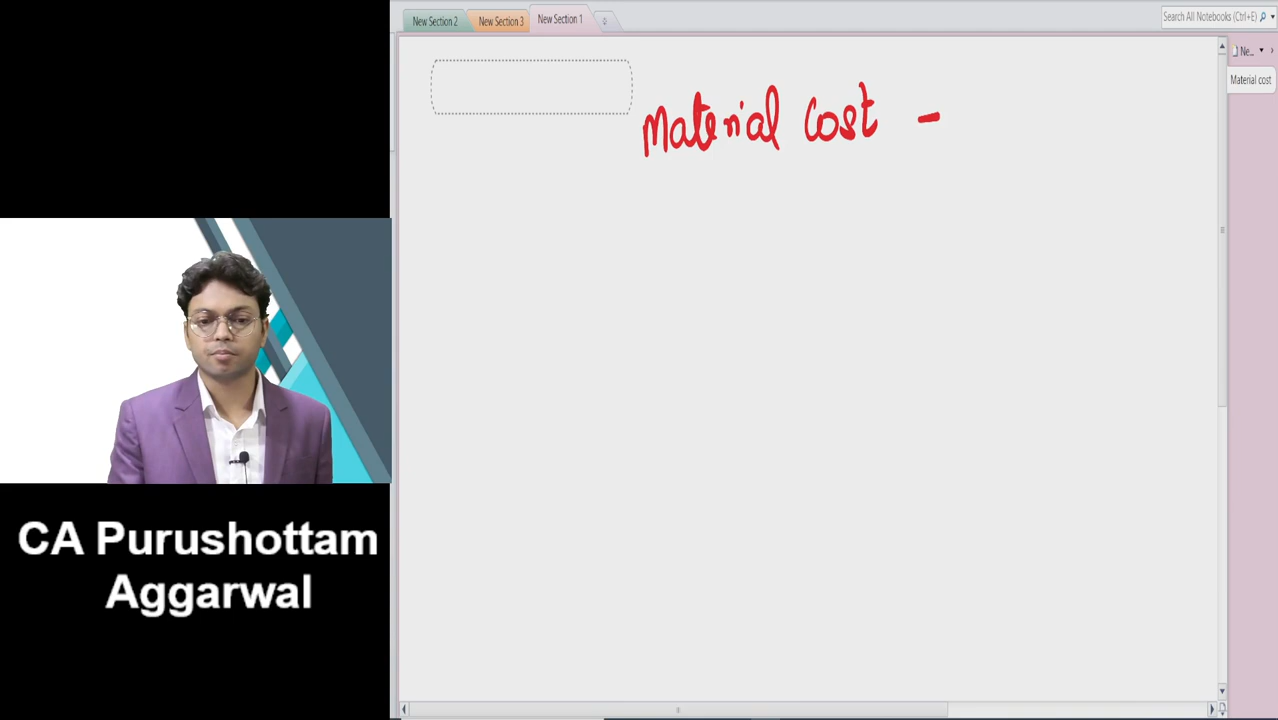 New Section 2
New Section 3
New Section 1
Search All Notebooks (Ctrl+E)
Ne...
Material cost
Material cost -
CA Purushottam
Aggarwal